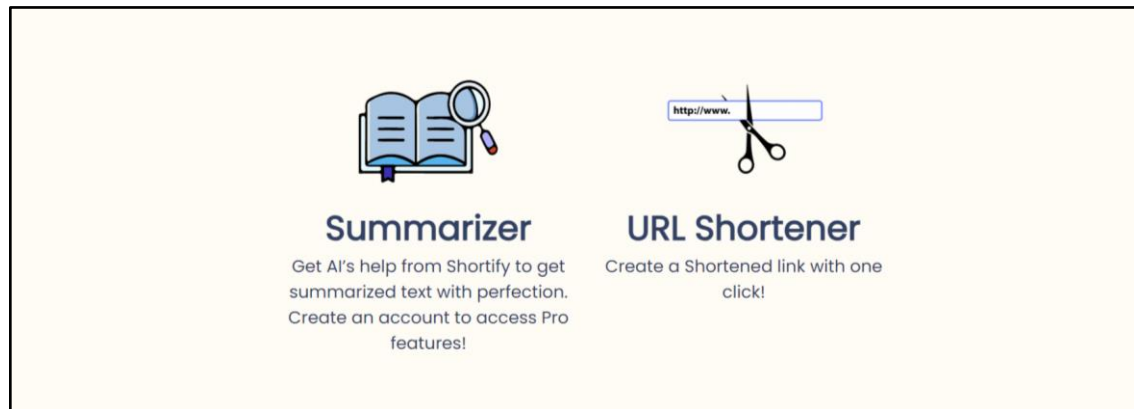 http://www.
Summarizer
Get AI's help from Shortify to get
summarized text with perfection.
Create an account to access Pro
features!
URL Shortener
Create a Shortened link with one
click!